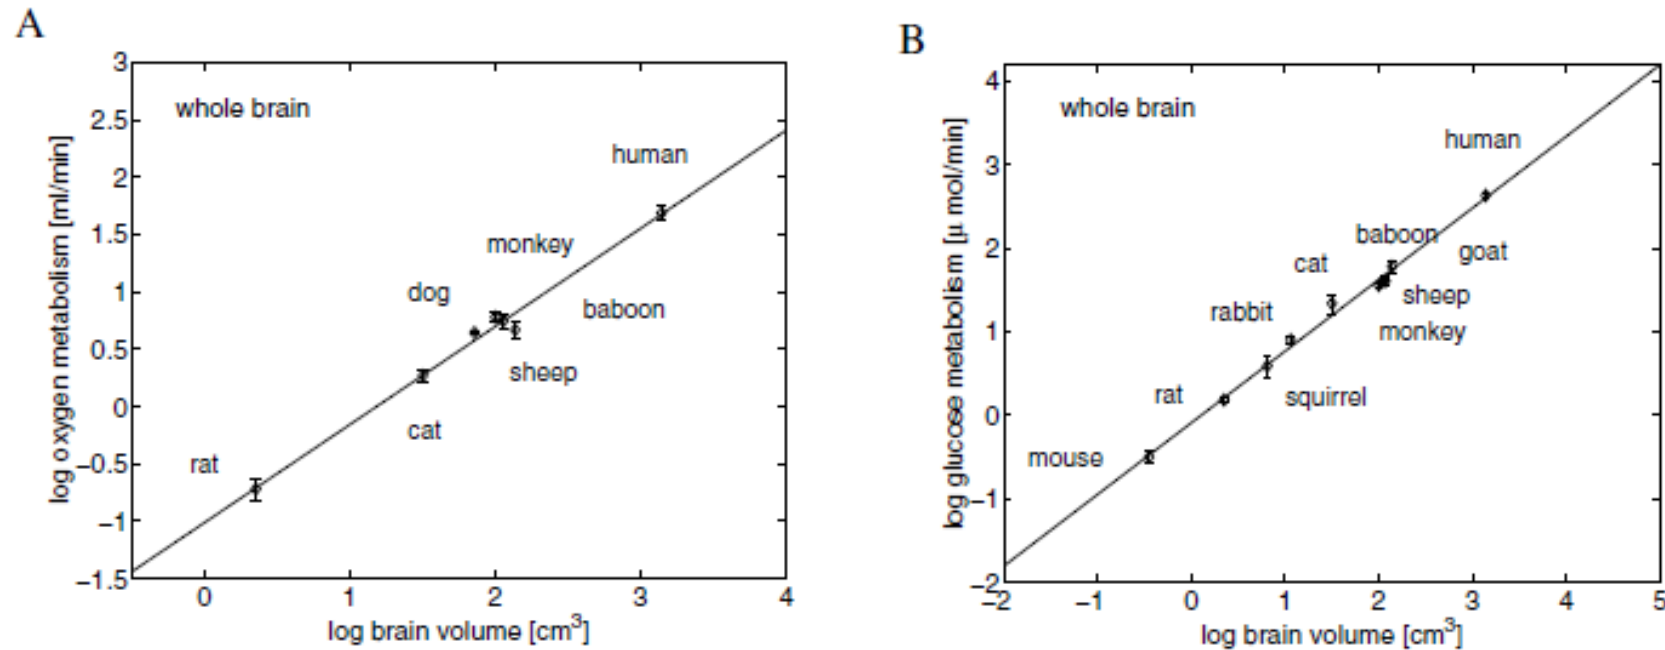 A
3
2.5
2
1.5
1
0.5
0
−0.5
−1
−1.5
0
1
2
3
4
log oxygen metabolism [ml/min]
log brain volume [cm³]
whole brain
human
monkey
dog
baboon
sheep
cat
rat
B
4
3
2
1
0
−1
−2
−2
−1
0
1
2
3
4
5
log glucose metabolism [μ mol/min]
log brain volume [cm³]
whole brain
human
baboon
goat
cat
sheep
rabbit
monkey
rat
squirrel
mouse